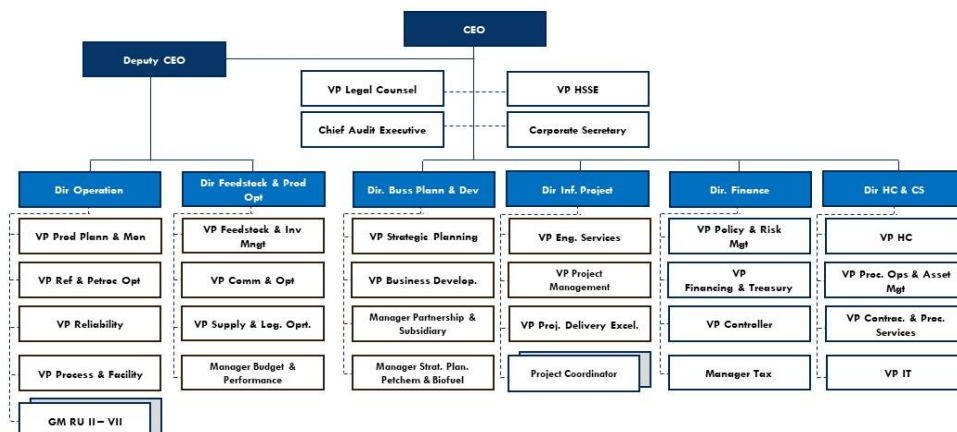 CEO
Deputy CEO
VP Legal Counsel
VP HSSE
Chief Audit Executive
Corporate Secretary
Dir Operation
Dir Feedstock & Prod
Opt
Dir. Buss Plann & Dev
Dir Inf. Project
Dir. Finance
Dir HC & CS
VP Prod Plann & Mon
VP Feedstock & Inv
Mngt
VP Strategic Planning
VP Eng. Services
VP Policy & Risk
Mgt
VP HC
VP Ref & Petroc Opt
VP Comm & Opt
VP Business Develop.
VP Project
Management
VP
Financing & Treasury
VP Proc. Ops & Asset
Mgt
VP Reliability
VP Supply & Log. Oprt.
Manager Partnership &
Subsidiary
VP Proj. Delivery Excel.
VP Controller
VP Contrac. & Proc.
Services
VP Process & Facility
Manager Budget &
Performance
Manager Strat. Plan.
Petchem & Biofuel
Project Coordinator
Manager Tax
VP IT
GM RU II – VII